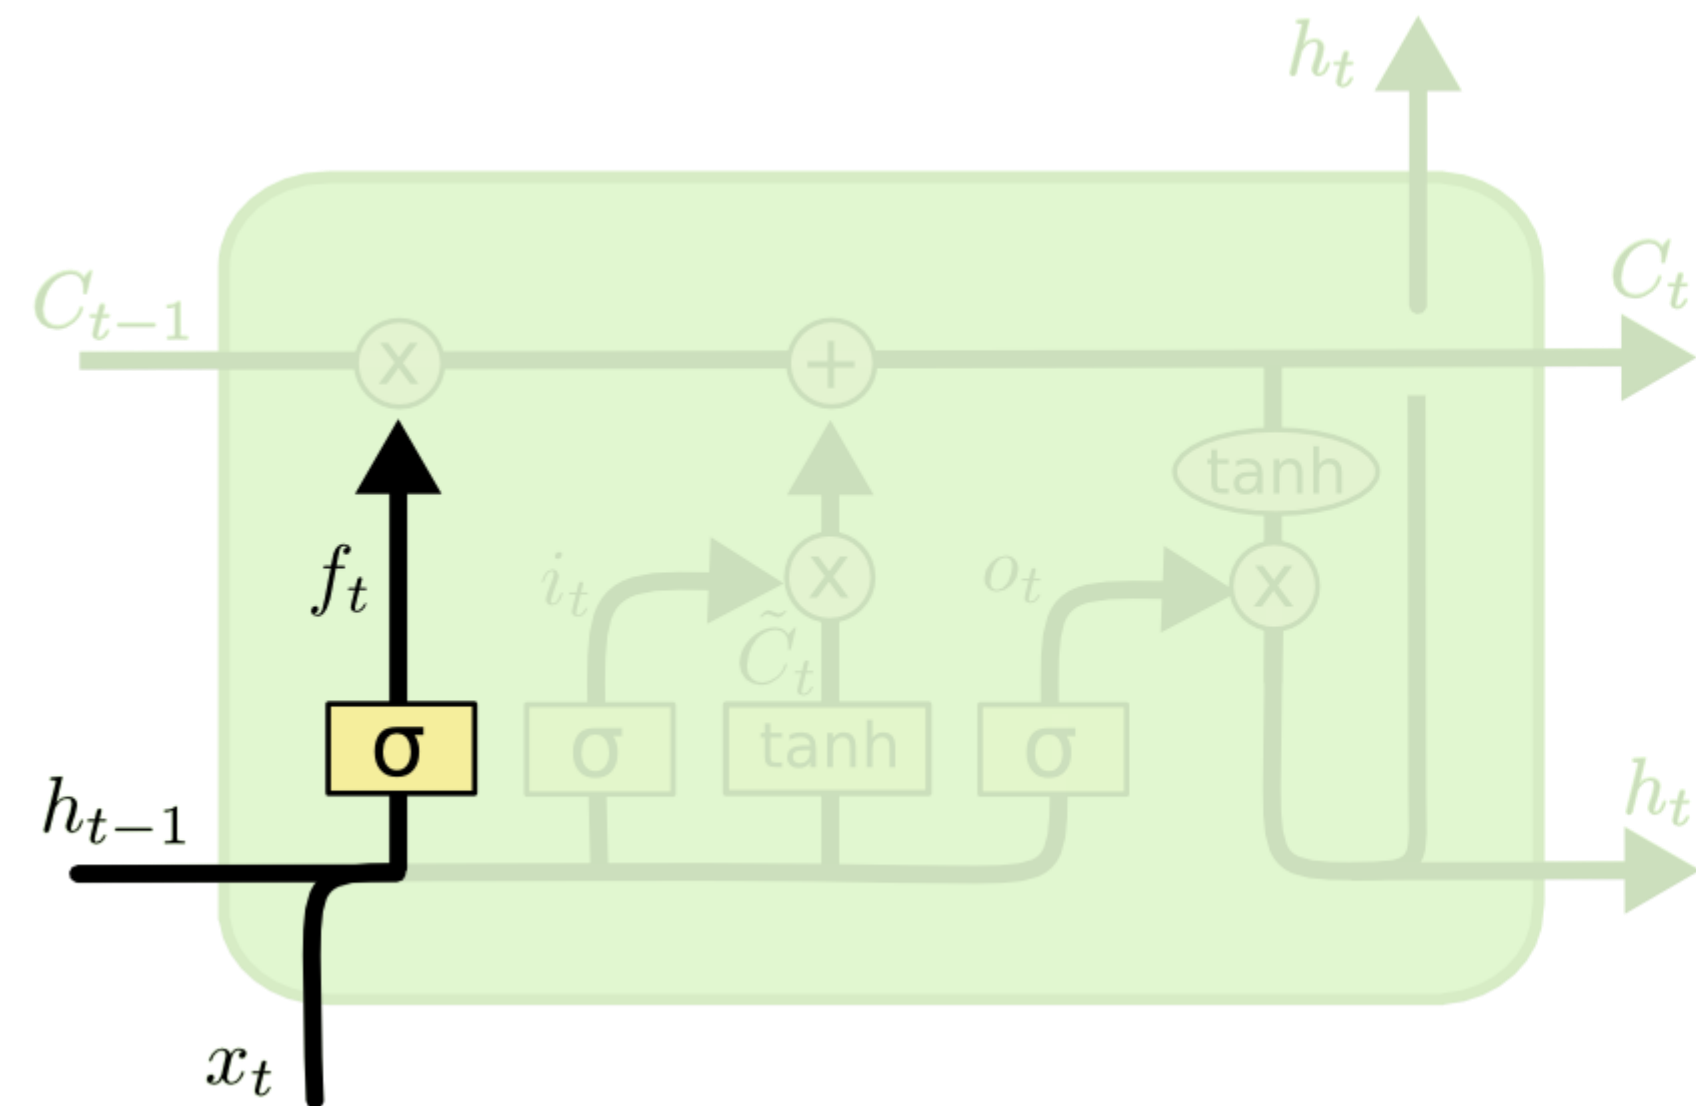 h_t
C_{t-1}
C_t
x
+
tanh
f_t
i_t
x
o_t
x
C̃_t
σ
σ
tanh
σ
h_{t-1}
h_t
x_t